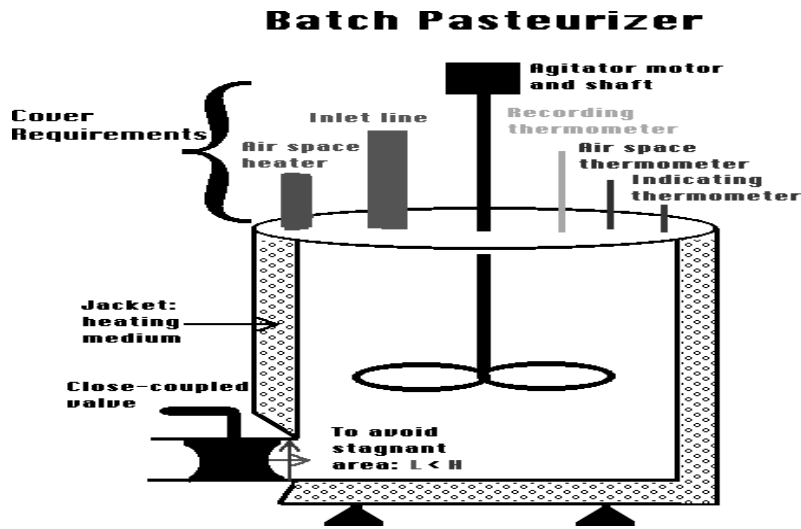 Batch Pasteurizer
Agitator motor
and shaft
Cover
Requirements
Inlet line
Recording
thermometer
Air space
heater
Air space
thermometer
Indicating
thermometer
Jacket:
heating
medium
Close-coupled
valve
To avoid
stagnant
area: L < H